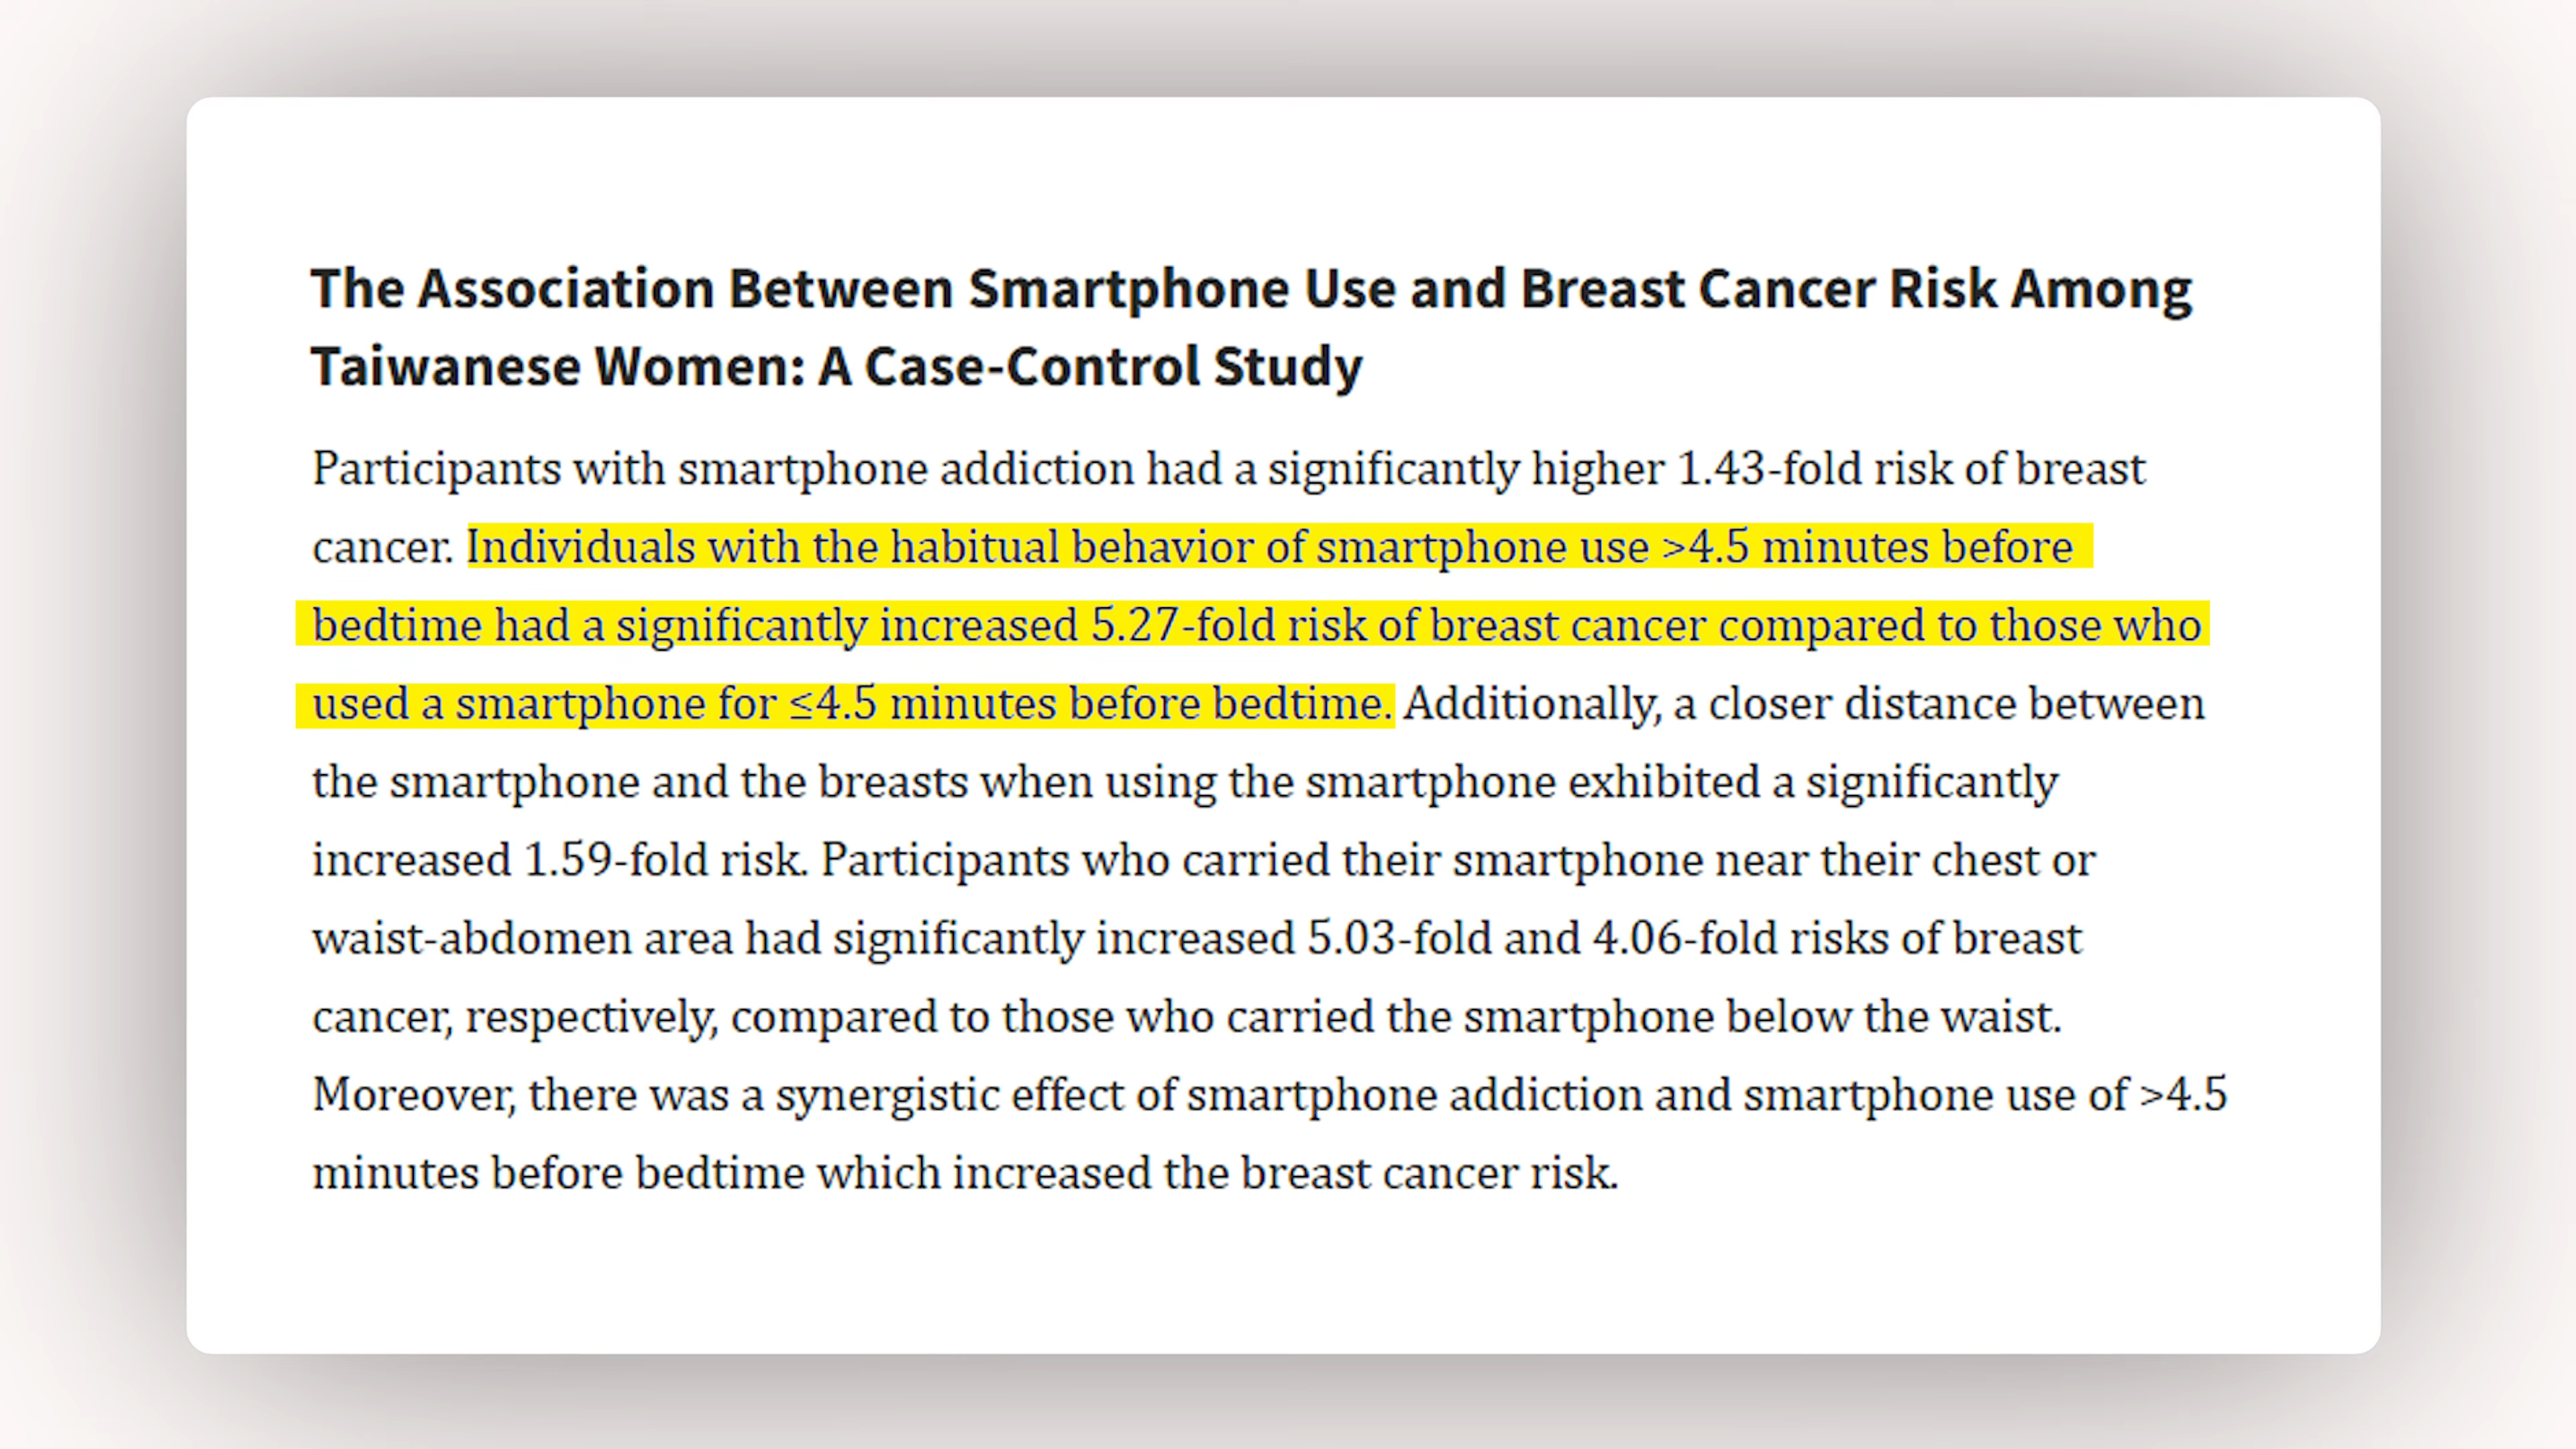 The Association Between Smartphone Use and Breast Cancer Risk Among
Taiwanese Women: A Case-Control Study
Participants with smartphone addiction had a significantly higher 1.43-fold risk of breast
cancer. Individuals with the habitual behavior of smartphone use >4.5 minutes before
bedtime had a significantly increased 5.27-fold risk of breast cancer compared to those who
used a smartphone for ≤4.5 minutes before bedtime. Additionally, a closer distance between
the smartphone and the breasts when using the smartphone exhibited a significantly
increased 1.59-fold risk. Participants who carried their smartphone near their chest or
waist-abdomen area had significantly increased 5.03-fold and 4.06-fold risks of breast
cancer, respectively, compared to those who carried the smartphone below the waist.
Moreover, there was a synergistic effect of smartphone addiction and smartphone use of >4.5
minutes before bedtime which increased the breast cancer risk.